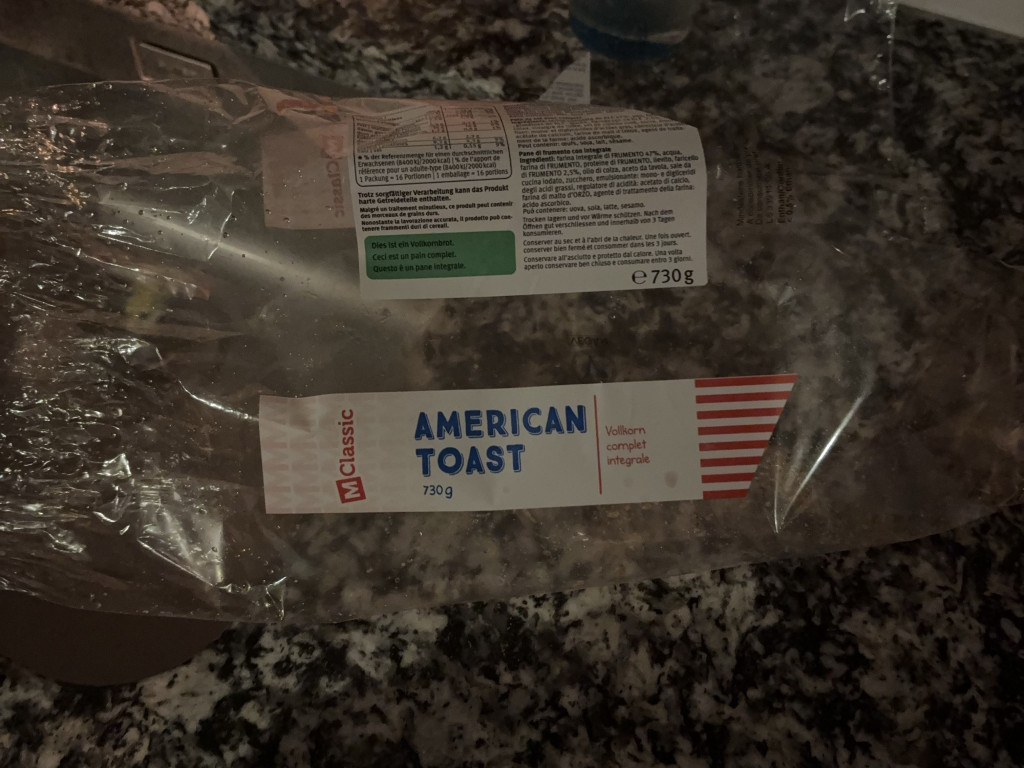 • % der Referenzmenge für einen durchschnittlichen
Erwachsenen (8400kJ/2000kcal) | % de l'apport de
référence pour un adulte-type (8400kJ/2000kcal)
1 Packung = 16 Portionen | 1 emballage = 16 portions
Trotz sorgfältiger Verarbeitung kann das Produkt
harte Getreideteile enthalten.
Malgré un traitement minutieux, ce produit peut contenir
des morceaux de grains durs.
Nonostante la lavorazione accurata, il prodotto può con-
tenere frammenti duri di cereali.
Dies ist ein Vollkornbrot.
Ceci est un pain complet.
Questo è un pane integrale.
Pane di frumento con integrale
Ingredienti: farina integrale di FRUMENTO 47%, acqua,
farina di FRUMENTO, proteine di FRUMENTO, lievito, faricello
di FRUMENTO 2,5%, olio di colza, aceto da tavola, sale da
cucina iodato, zucchero, emulsionante: mono- e digliceridi
degli acidi grassi, regolatore di acidità: acetato di calcio,
farina di malto d'ORZO, agente di trattamento della farina:
acido ascorbico.
Può contenere: uova, soia, latte, sesamo.
Trocken lagern und vor Wärme schützen. Nach dem
Öffnen gut verschliessen und innerhalb von 3 Tagen
konsumieren.
Conserver au sec et à l'abri de la chaleur. Une fois ouvert,
conserver bien fermé et consommer dans les 3 jours.
Conservare all'asciutto e protetto dal calore. Una volta
aperto conservare ben chiuso e consumare entro 3 giorni.
℮ 730g
M Classic
AMERICAN
TOAST
730g
Vollkorn
complet
integrale